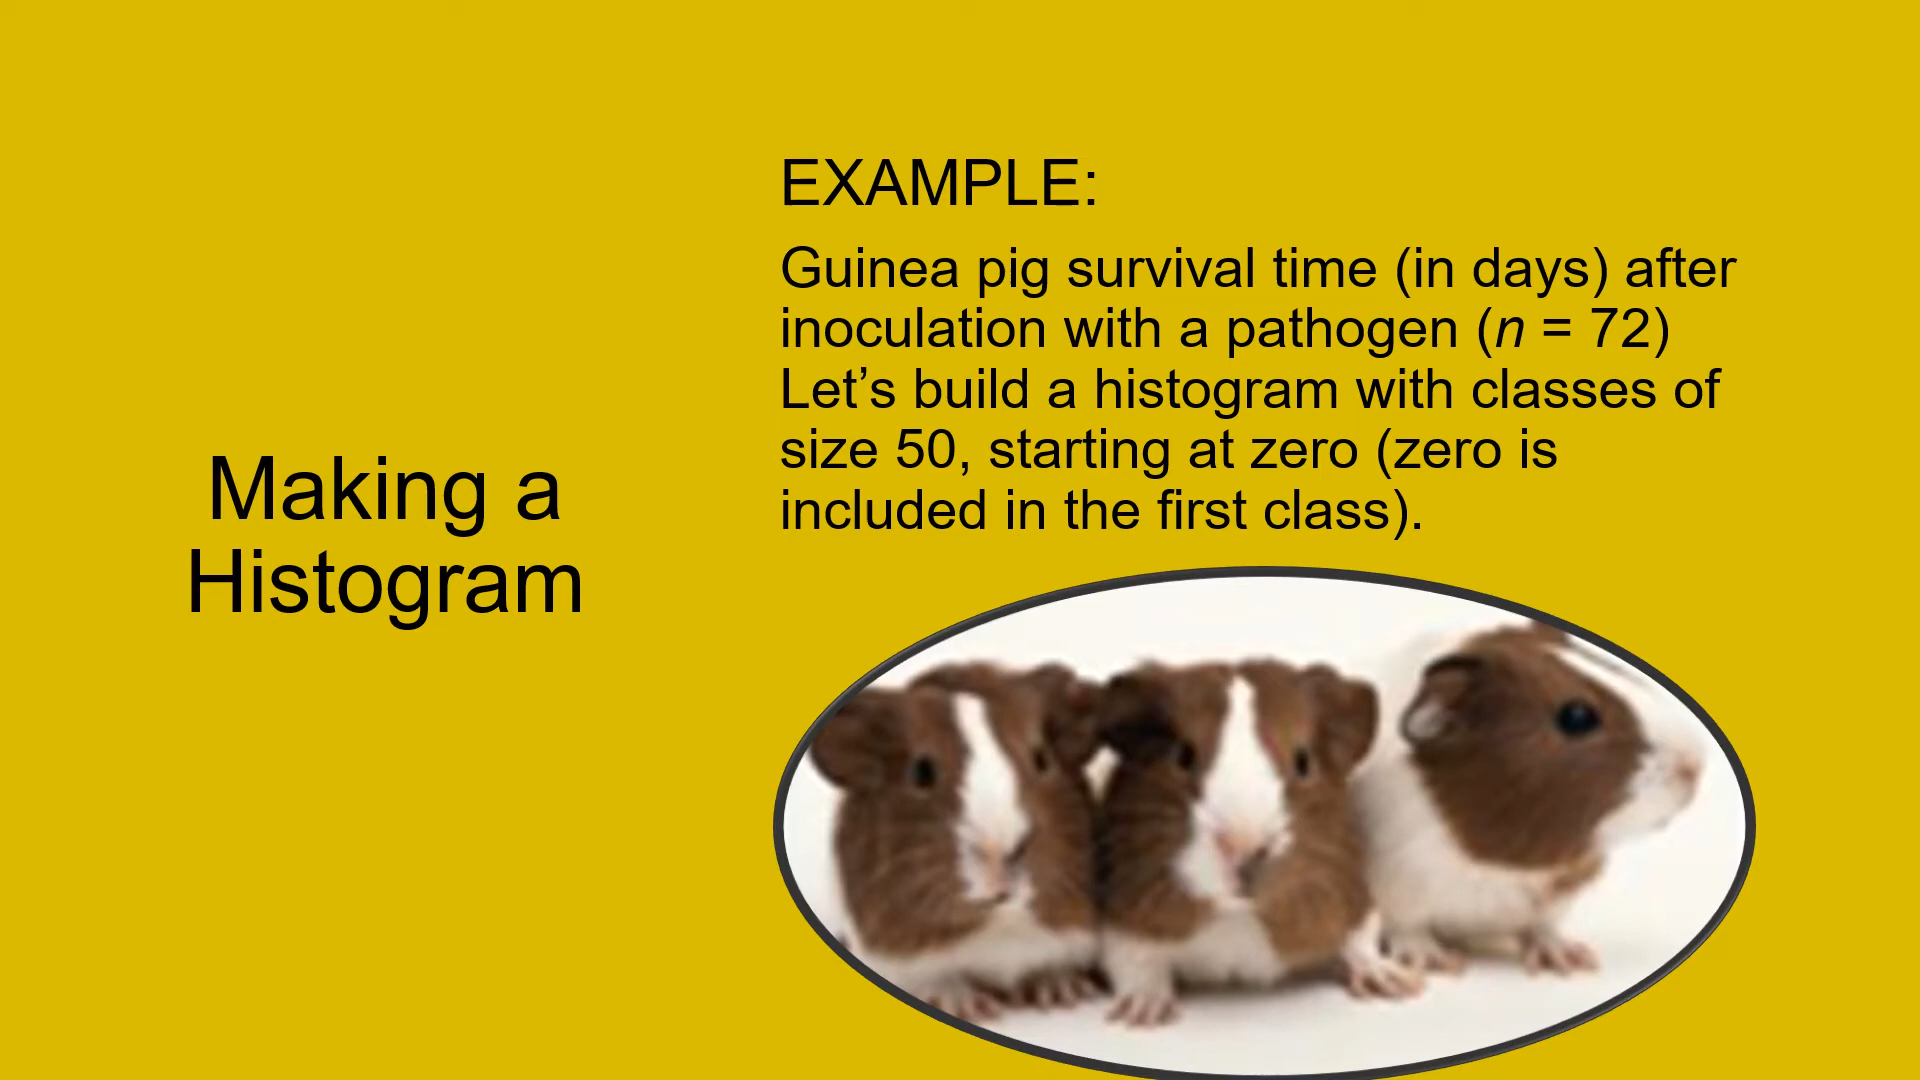 Making a
Histogram
EXAMPLE:
Guinea pig survival time (in days) after
inoculation with a pathogen (n = 72)
Let’s build a histogram with classes of
size 50, starting at zero (zero is
included in the first class).